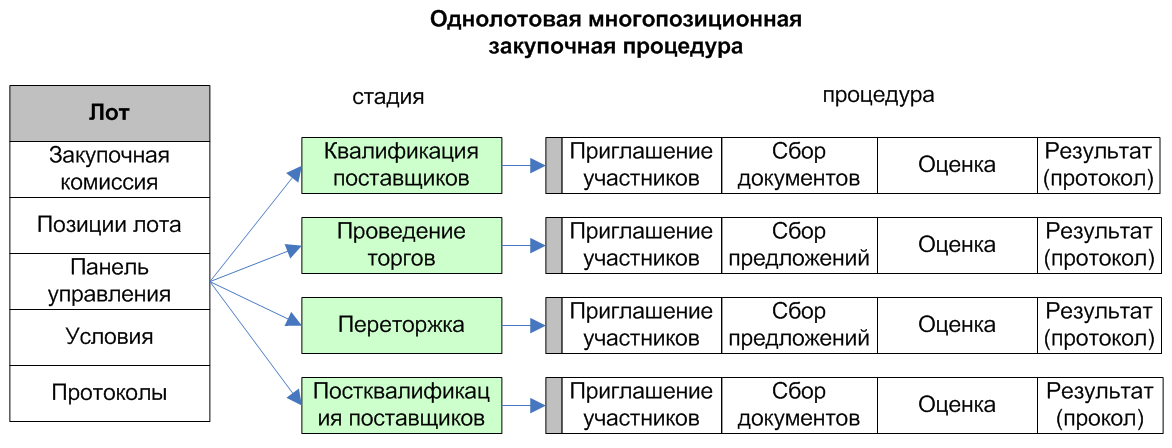 Однолотовая многопозиционная
закупочная процедура
стадия
процедура
Лот
Закупочная
комиссия
Позиции лота
Панель
управления
Условия
Протоколы
Квалификация
поставщиков
Приглашение
участников
Сбор
документов
Оценка
Результат
(протокол)
Проведение
торгов
Приглашение
участников
Сбор
предложений
Оценка
Результат
(протокол)
Переторжка
Приглашение
участников
Сбор
предложений
Оценка
Результат
(протокол)
Постквалификац
ия поставщиков
Приглашение
участников
Сбор
документов
Оценка
Результат
(прокол)